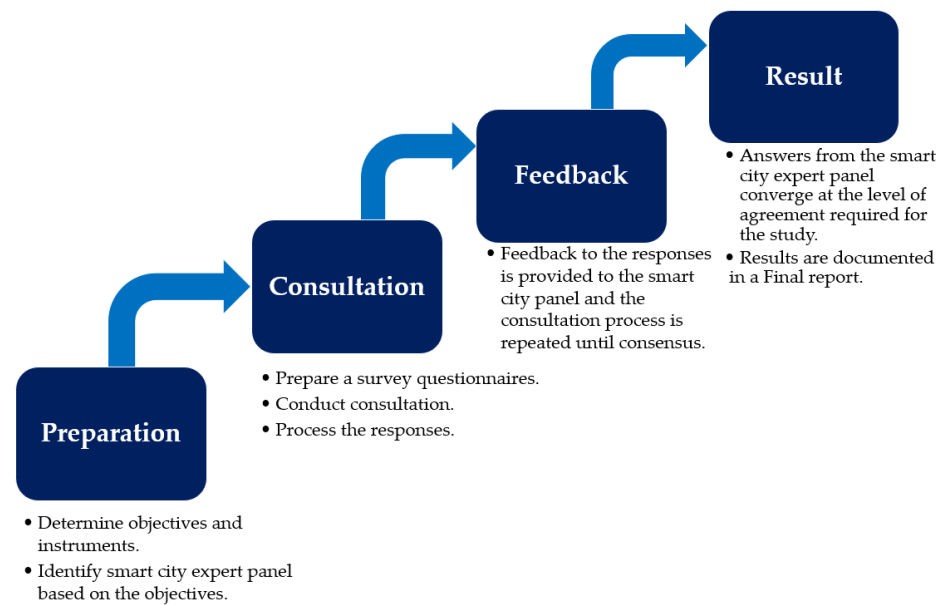 Preparation
• Determine objectives and
instruments.
• Identify smart city expert panel
based on the objectives.
Consultation
• Prepare a survey questionnaires.
• Conduct consultation.
• Process the responses.
Feedback
• Feedback to the responses
is provided to the smart
city panel and the
consultation process is
repeated until consensus.
Result
• Answers from the smart
city expert panel
converge at the level of
agreement required for
the study.
• Results are documented
in a Final report.